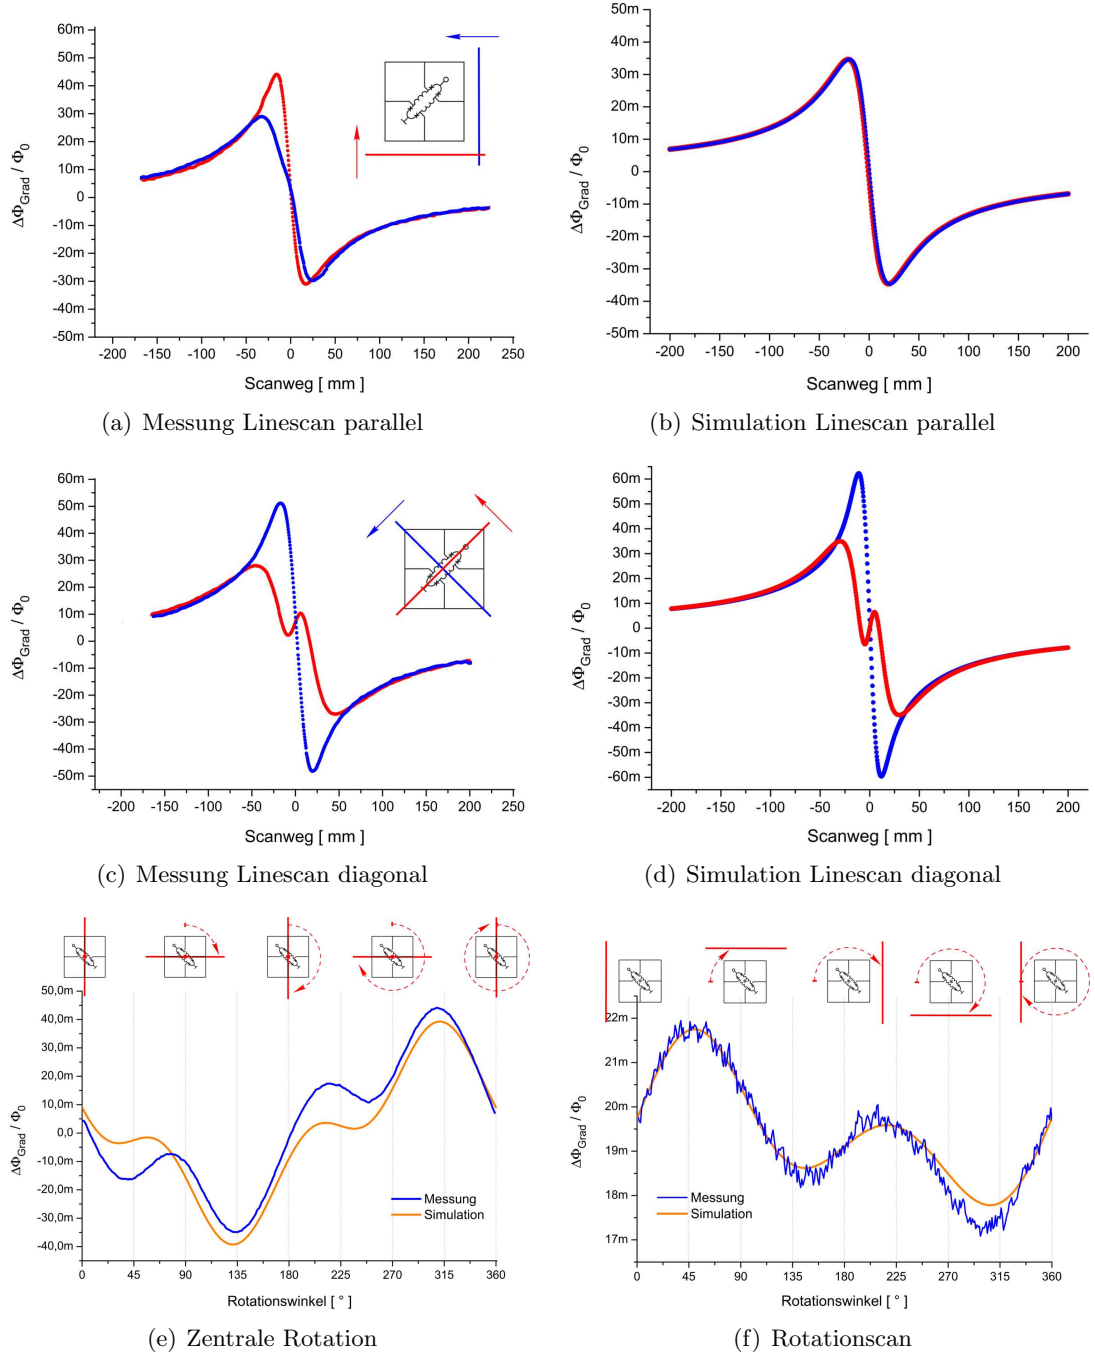 60m
50m
40m
30m
20m
10m
0
-10m
-20m
-30m
-40m
-50m
ΔΦGrad / Φ0
-200 -150 -100 -50 0 50 100 150 200 250
Scanweg [ mm ]
(a) Messung Linescan parallel
50m
40m
30m
20m
10m
0
-10m
-20m
-30m
-40m
50m
ΔΦGrad / Φ0
-200 -150 -100 -50 0 50 100 150 200
Scanweg [ mm ]
(b) Simulation Linescan parallel
60m
50m
40m
30m
20m
10m
0
-10m
-20m
-30m
-40m
-50m
ΔΦGrad / Φ0
-200 -150 -100 -50 0 50 100 150 200 250
Scanweg [ mm ]
(c) Messung Linescan diagonal
60m
50m
40m
30m
20m
10m
0
-10m
-20m
-30m
-40m
-50m
-60m
ΔΦGrad / Φ0
-200 -150 -100 -50 0 50 100 150 200
Scanweg [ mm ]
(d) Simulation Linescan diagonal
50,0m
40,0m
30,0m
20,0m
10,0m
0,0
-10,0m
-20,0m
-30,0m
-40,0m
ΔΦGrad / Φ0
Messung
Simulation
0 45 90 135 180 225 270 315 360
Rotationswinkel [ ° ]
(e) Zentrale Rotation
22m
21m
20m
19m
18m
17m
ΔΦGrad / Φ0
Messung
Simulation
0 45 90 135 180 225 270 315 360
Rotationswinkel [ ° ]
(f) Rotationscan